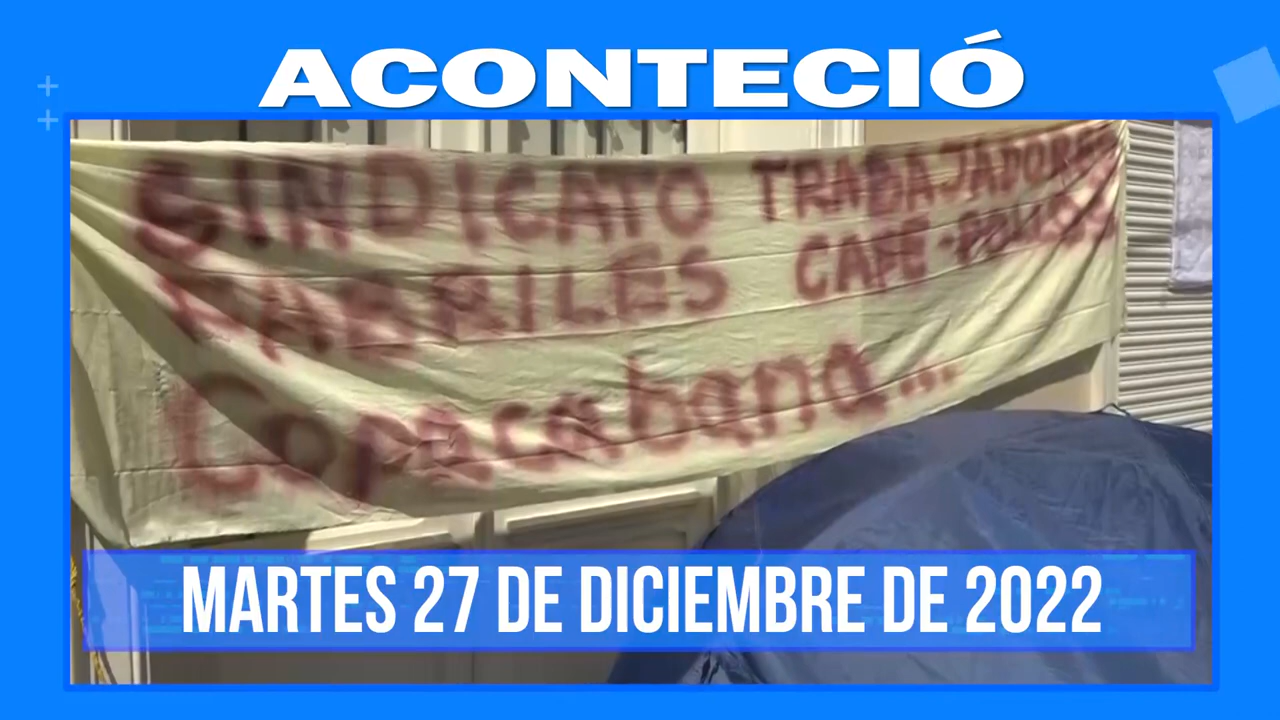 ACONTECIÓ
SINDICATO TRABAJADORES
FABRILES CAFE
Copacabana...
MARTES 27 DE DICIEMBRE DE 2022